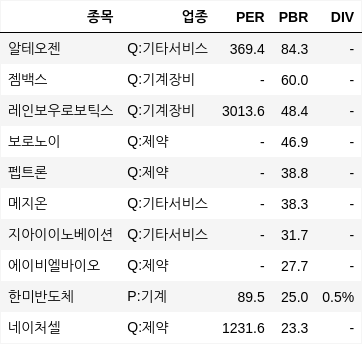 종목 업종 PER PBR DIV
알테오젠 Q:기타서비스 369.4 84.3 -
젬백스 Q:기계장비 - 60.0 -
레인보우로보틱스 Q:기계장비 3013.6 48.4 -
보로노이 Q:제약 - 46.9 -
펩트론 Q:제약 - 38.8 -
메지온 Q:기타서비스 - 38.3 -
지아이이노베이션 Q:기타서비스 - 31.7 -
에이비엘바이오 Q:제약 - 27.7 -
한미반도체 P:기계 89.5 25.0 0.5%
네이처셀 Q:제약 1231.6 23.3 -